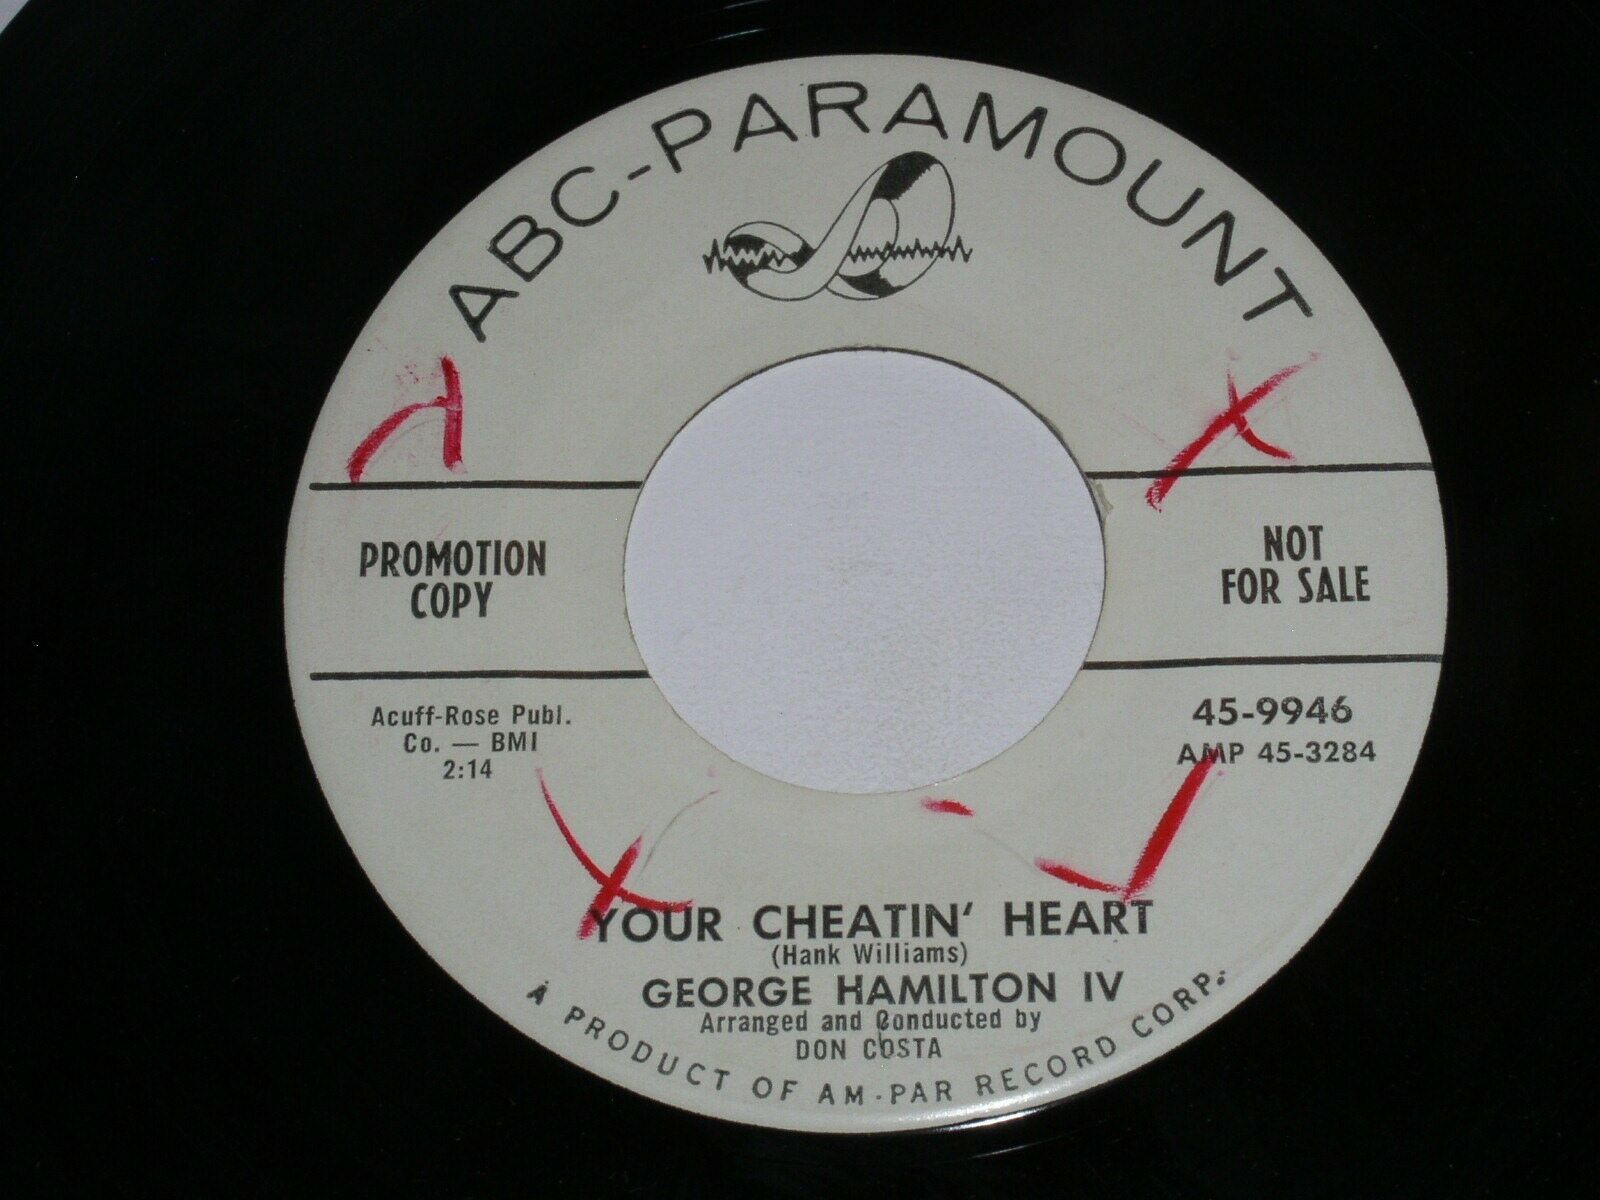 ABC-PARAMOUNT
PROMOTION
COPY
NOT
FOR SALE
Acuff-Rose Publ.
Co. — BMI
2:14
45-9946
AMP 45-3284
YOUR CHEATIN' HEART
(Hank Williams)
GEORGE HAMILTON IV
Arranged and Conducted by
DON COSTA
A PRODUCT OF AM-PAR RECORD CORP.